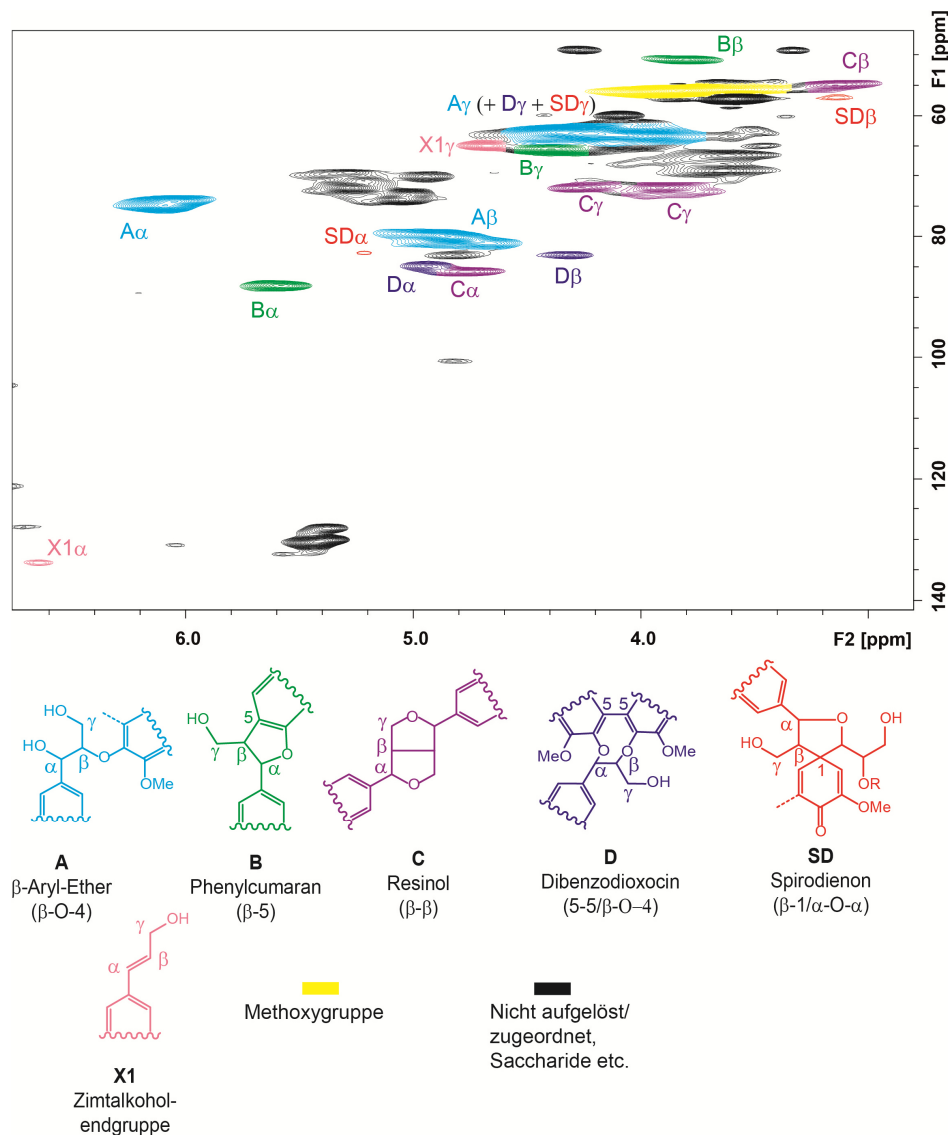 Bβ
Cβ
Aγ (+ Dγ + SDγ)
SDβ
X1γ
Bγ
Cγ
Cγ
Aα
SDα
Aβ
Dα
Cα
Dβ
Bα
X1α
F1 [ppm]
60
80
100
120
140
6.0
5.0
4.0
F2 [ppm]
HO
γ
HO
α
β
O
OMe
5
HO
γ
β
O
α
γ
O
β
α
O
5
5
MeO
O
O
OMe
α
β
OH
γ
α
O
HO
γ
β
OH
1
OR
OMe
O
A
β-Aryl-Ether
(β-O-4)
B
Phenylcumaran
(β-5)
C
Resinol
(β-β)
D
Dibenzodioxocin
(5-5/β-O–4)
SD
Spirodienon
(β-1/α-O-α)
γ
OH
α
β
X1
Zimtalkohol-
endgruppe
Methoxygruppe
Nicht aufgelöst/
zugeordnet,
Saccharide etc.